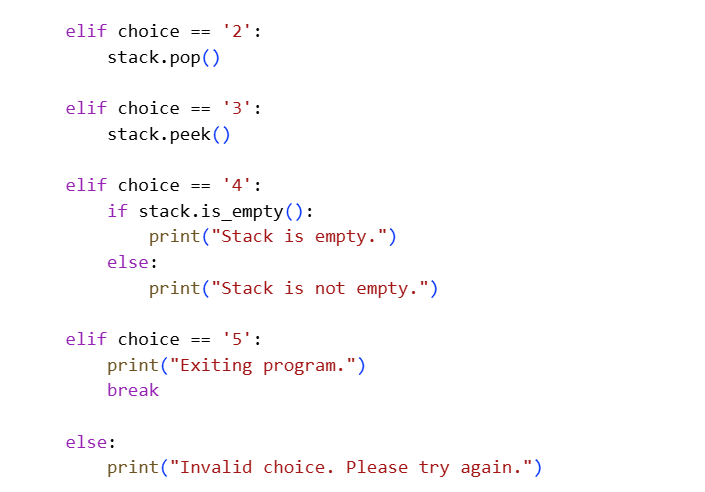 elif choice == '2':
    stack.pop()
elif choice == '3':
    stack.peek()
elif choice == '4':
    if stack.is_empty():
        print("Stack is empty.")
    else:
        print("Stack is not empty.")
elif choice == '5':
    print("Exiting program.")
    break
else:
    print("Invalid choice. Please try again.")